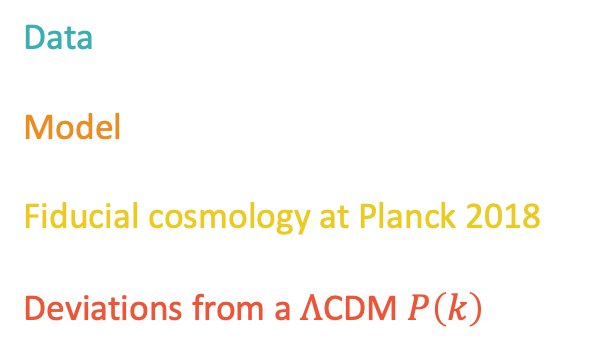 Data
Model
Fiducial cosmology at Planck 2018
Deviations from a ΛCDM P(k)